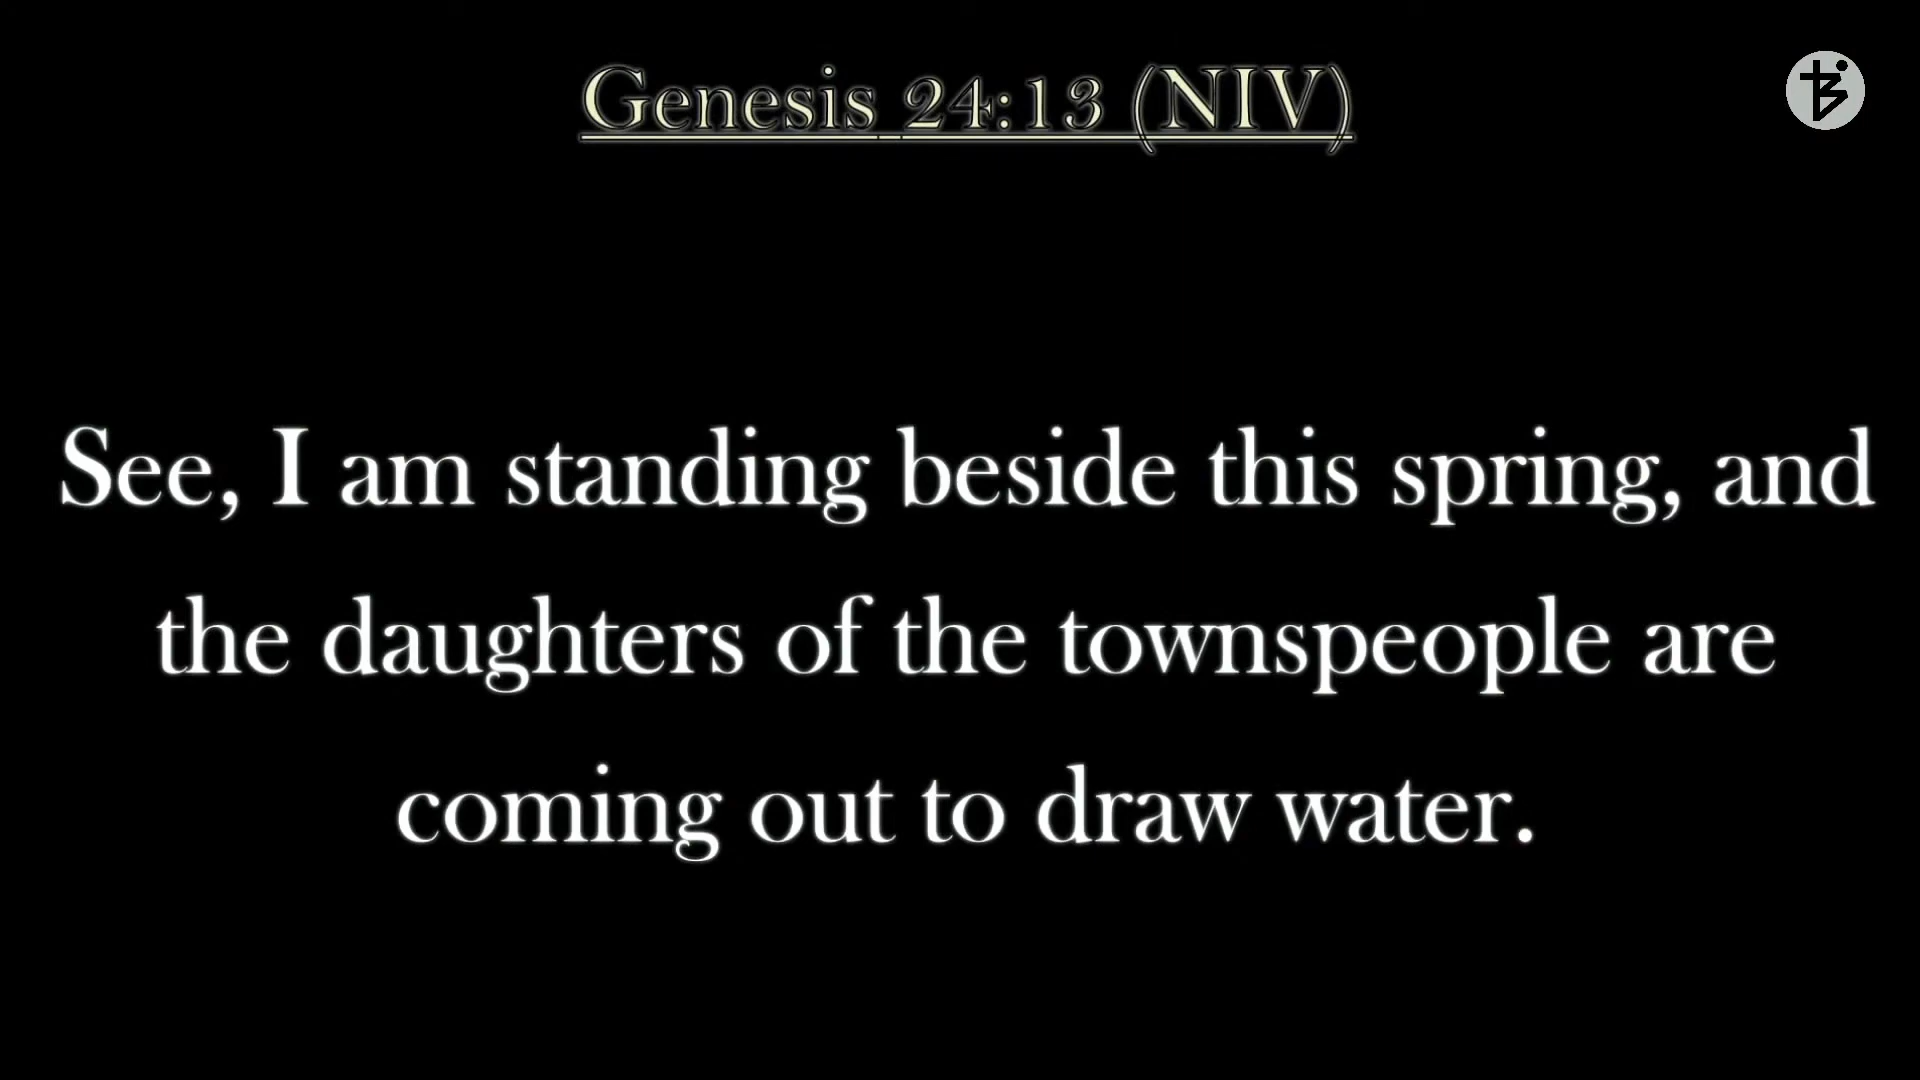 Genesis 24:13 (NIV)
See, I am standing beside this spring, and
the daughters of the townspeople are
coming out to draw water.